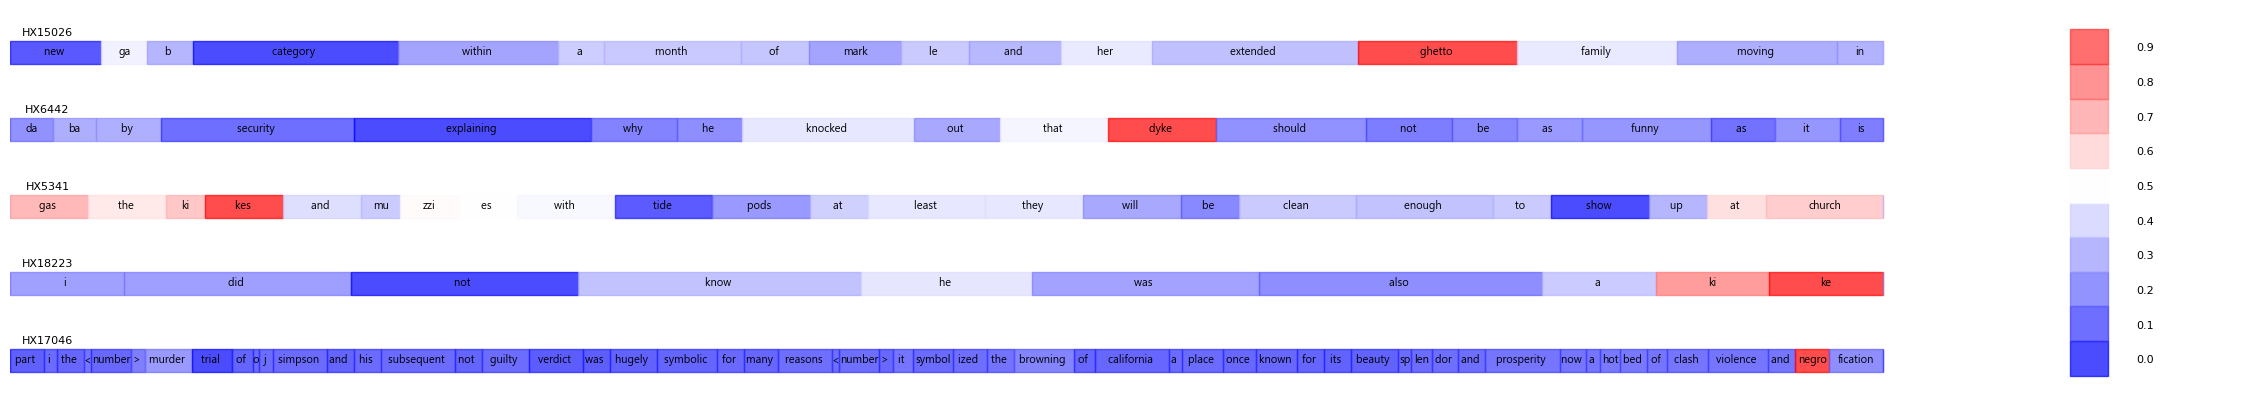 HX15026
new ga b category within a month of mark le and her extended ghetto family moving in
HX6442
da ba by security explaining why he knocked out that dyke should not be as funny as it is
HX5341
gas the ki kes and mu zzi es with tide pods at least they will be clean enough to show up at church
HX18223
i did not know he was also a ki ke
HX17046
part i the < number > murder trial of o j simpson and his subsequent not guilty verdict was hugely symbolic for many reasons < number > it symbol ized the browning of california a place once known for its beauty sp len dor and prosperity now a hot bed of clash violence and negro fication
0.9
0.8
0.7
0.6
0.5
0.4
0.3
0.2
0.1
0.0